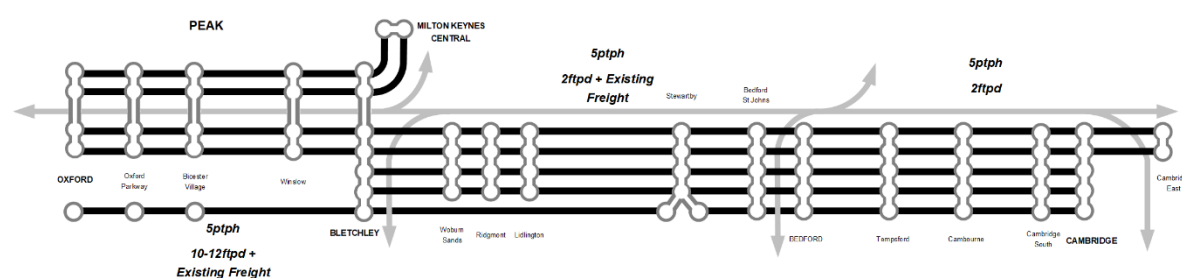 PEAK
MILTON KEYNES
CENTRAL
5ptph
2ftpd + Existing
Freight
5ptph
2ftpd
Stewartby
Bedford
St Johns
OXFORD
Oxford
Parkway
Bicester
Village
Winslow
BLETCHLEY
Woburn
Sands
Ridgmont
Lidlington
BEDFORD
Tempsford
Cambourne
Cambridge
South
CAMBRIDGE
Cambrid
East
5ptph
10-12ftpd +
Existing Freight